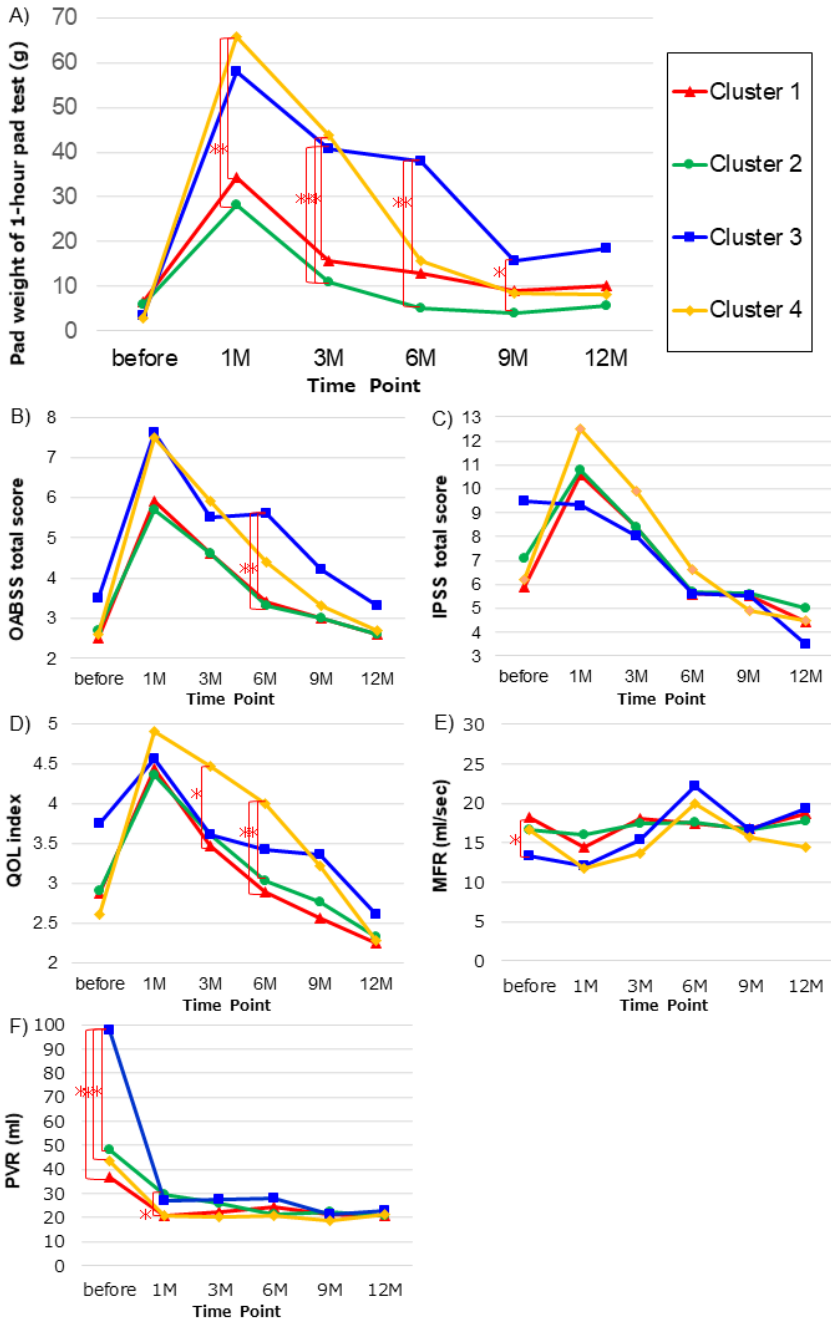 A)
Pad weight of 1-hour pad test (g)
70
60
50
40
30
20
10
0
**
***
**
*
before 1M 3M 6M 9M 12M
Time Point
Cluster 1
Cluster 2
Cluster 3
Cluster 4
B)
OABSS total score
8
7
6
5
4
3
2
**
before 1M 3M 6M 9M 12M
Time Point
C)
IPSS total score
13
12
11
10
9
8
7
6
5
4
3
before 1M 3M 6M 9M 12M
Time Point
D)
QOL index
5
4.5
4
3.5
3
2.5
2
*
**
before 1M 3M 6M 9M 12M
Time Point
E)
MFR (ml/sec)
30
25
20
15
10
5
0
*
before 1M 3M 6M 9M 12M
Time Point
F)
PVR (ml)
100
90
80
70
60
50
40
30
20
10
0
***
*
before 1M 3M 6M 9M 12M
Time Point